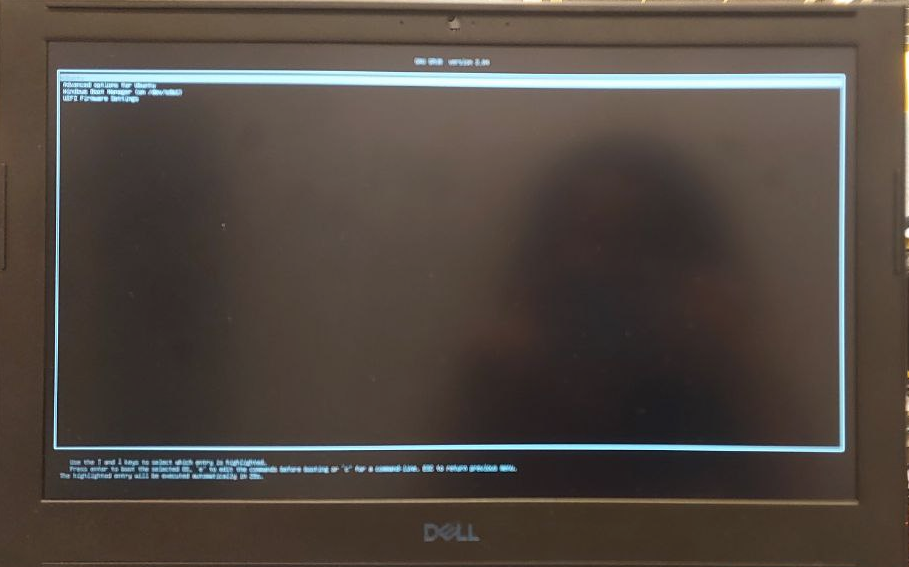 GNU GRUB version 2.04
Advanced options for Ubuntu
Windows Boot Manager (on /dev/sda1)
UEFI Firmware Settings
Use the ↑ and ↓ keys to select which entry is highlighted.
Press enter to boot the selected OS, `e' to edit the commands before booting or `c' for a command-line. ESC to return previous menu.
The highlighted entry will be executed automatically in
DELL